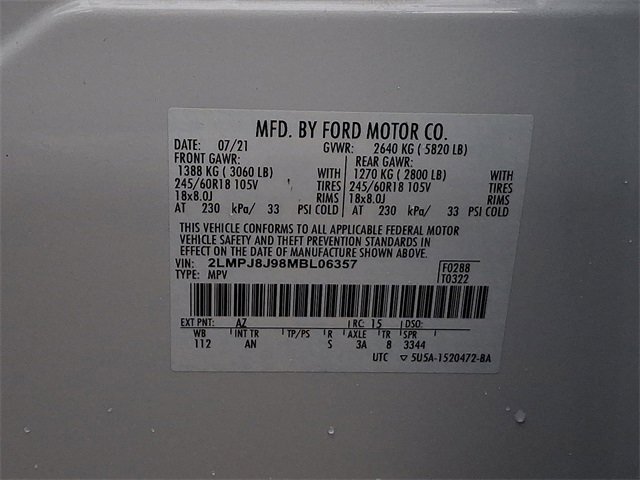 MFD. BY FORD MOTOR CO.
DATE: 07/21 GVWR: 2640 KG ( 5820 LB)
FRONT GAWR: REAR GAWR:
1388 KG ( 3060 LB) WITH 1270 KG ( 2800 LB) WITH
245/60R18 105V TIRES 245/60R18 105V TIRES
18x8.0J RIMS 18x8.0J RIMS
AT 230 kPa/ 33 PSI COLD AT 230 kPa/ 33 PSI COLD
THIS VEHICLE CONFORMS TO ALL APPLICABLE FEDERAL MOTOR
VEHICLE SAFETY AND THEFT PREVENTION STANDARDS IN
EFFECT ON THE DATE OF MANUFACTURE SHOWN ABOVE.
VIN: 2LMPJ8J98MBL06357 F0288
TYPE: MPV T0322
EXT PNT: AZ RC: 15 DSO:
WB INT TR TP/PS R AXLE TR SPR
112 AN S 3A 8 3344
UTC ▽ 5U5A-1520472-BA